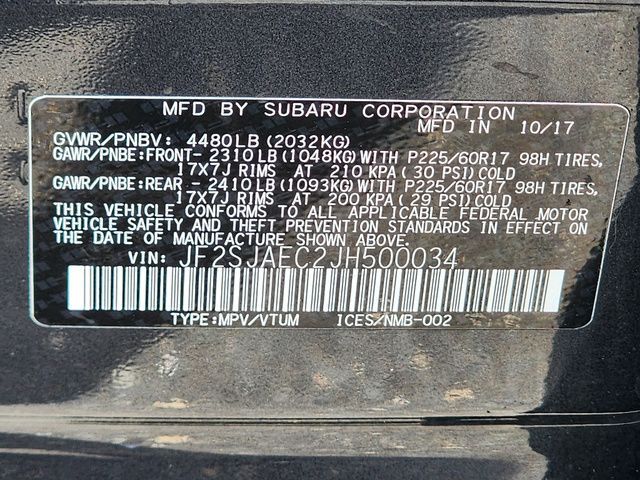 MFD BY SUBARU CORPORATION
MFD IN 10/17
GVWR/PNBV: 4480LB(2032KG)
GAWR/PNBE:FRONT- 2310LB(1048KG)WITH P225/60R17 98H TIRES,
17X7J RIMS AT 210 KPA(30 PSI)COLD
GAWR/PNBE:REAR - 2410LB(1093KG)WITH P225/60R17 98H TIRES,
17X7J RIMS AT 200 KPA(29 PSI)COLD
THIS VEHICLE CONFORMS TO ALL APPLICABLE FEDERAL MOTOR
VEHICLE SAFETY AND THEFT PREVENTION STANDARDS IN EFFECT ON
THE DATE OF MANUFACTURE SHOWN ABOVE.
VIN: JF2SJAEC2JH500034
TYPE:MPV/VTUM ICES/NMB-002